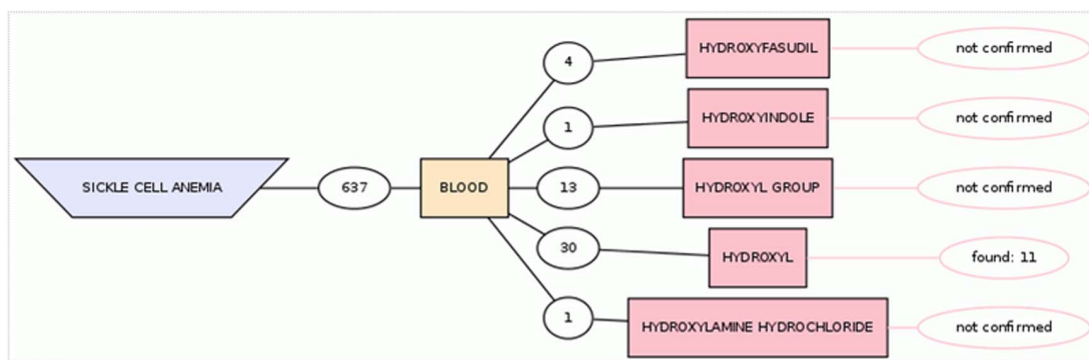 4 HYDROXYFASUDIL not confirmed
1 HYDROXYINDOLE not confirmed
SICKLE CELL ANEMIA 637 BLOOD 13 HYDROXYL GROUP not confirmed
30 HYDROXYL found: 11
1 HYDROXYLAMINE HYDROCHLORIDE not confirmed